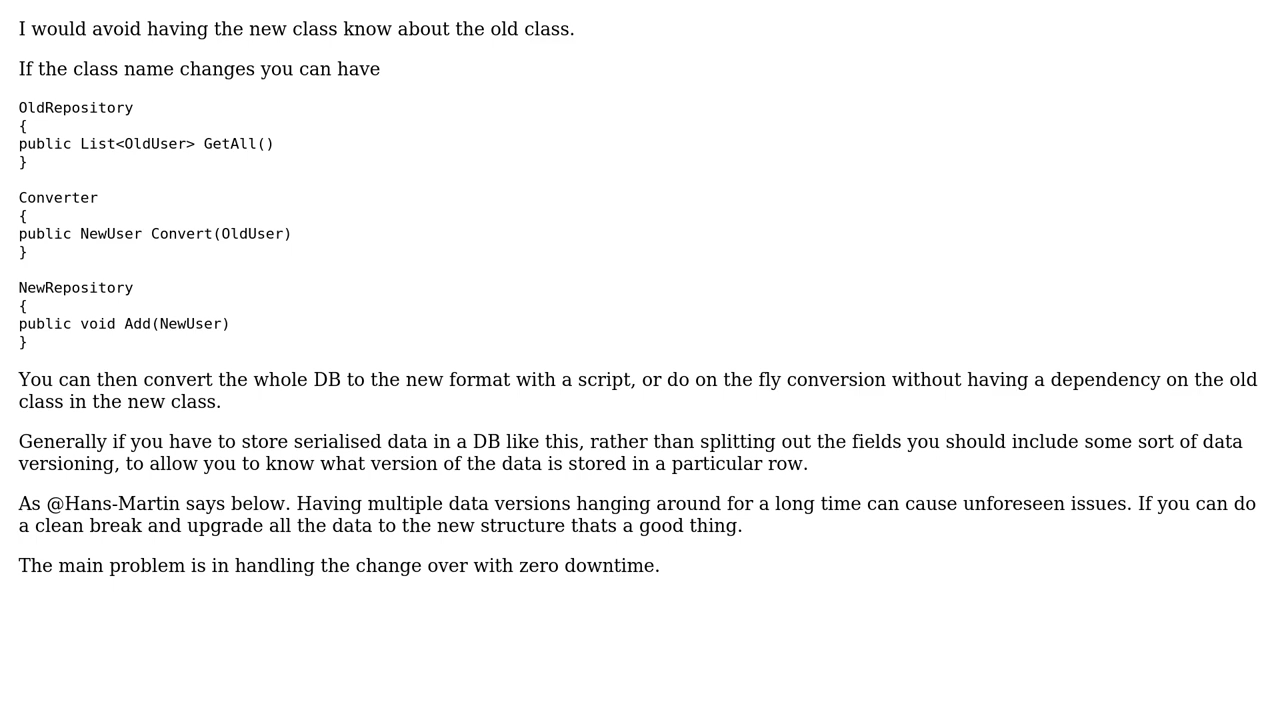 I would avoid having the new class know about the old class.
If the class name changes you can have
OldRepository
{
public List<OldUser> GetAll()
}
Converter
{
public NewUser Convert(OldUser)
}
NewRepository
{
public void Add(NewUser)
}
You can then convert the whole DB to the new format with a script, or do on the fly conversion without having a dependency on the old
class in the new class.
Generally if you have to store serialised data in a DB like this, rather than splitting out the fields you should include some sort of data
versioning, to allow you to know what version of the data is stored in a particular row.
As @Hans-Martin says below. Having multiple data versions hanging around for a long time can cause unforeseen issues. If you can do
a clean break and upgrade all the data to the new structure thats a good thing.
The main problem is in handling the change over with zero downtime.